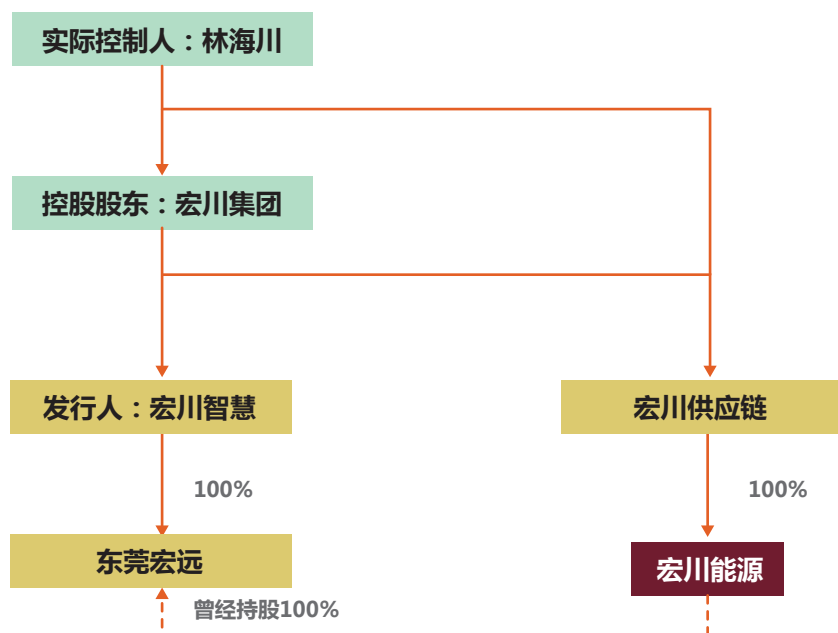 实际控制人：林海川
控股股东：宏川集团
发行人：宏川智慧
宏川供应链
100%
100%
东莞宏远
宏川能源
曾经持股100%